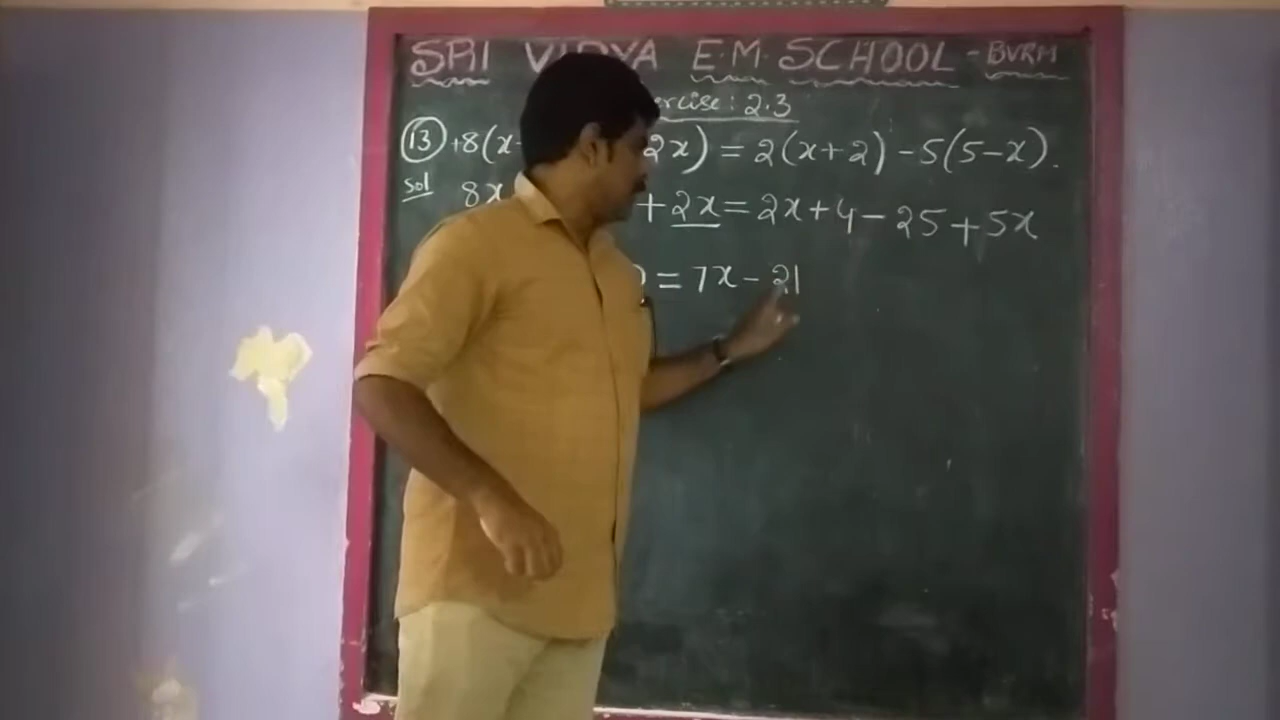 SRI VIDYA E.M. SCHOOL - BVRM
ercise : 2.3
13 +8(x- 2x) = 2(x+2) -5(5-x).
sol 8x + 2x = 2x+4-25+5x
= 7x-21